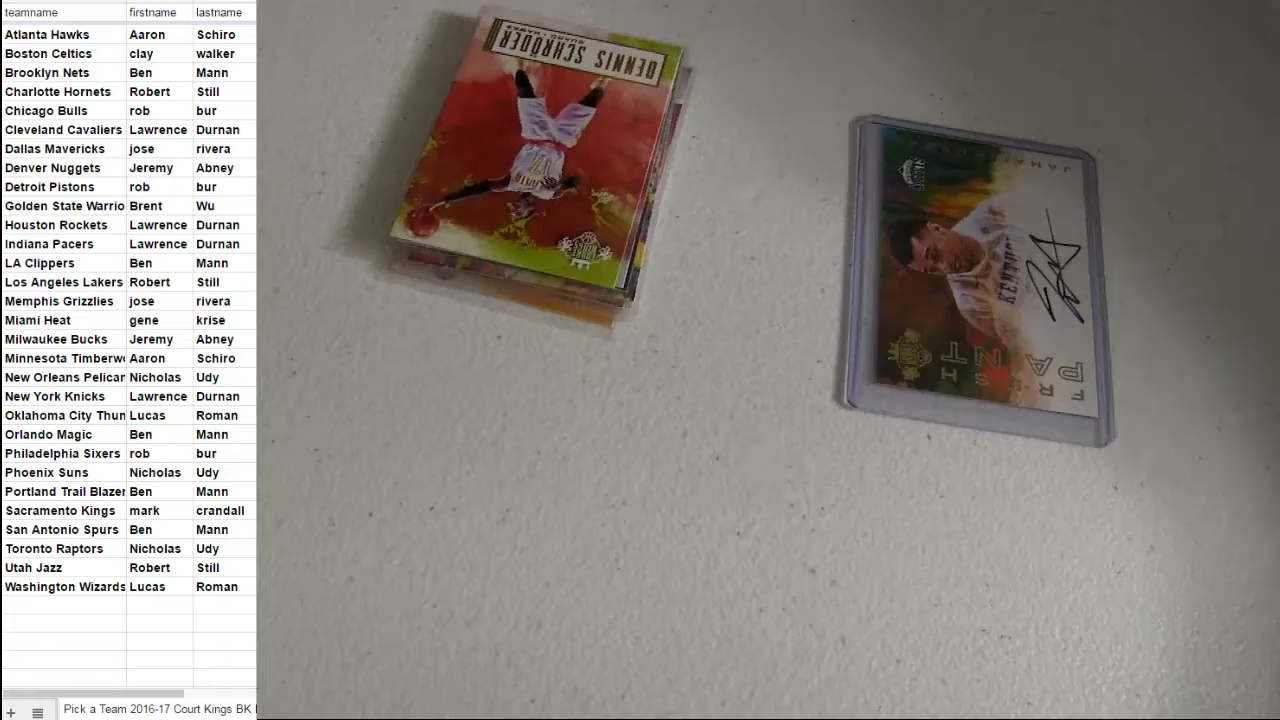 teamname firstname lastname
Atlanta Hawks Aaron Schiro
Boston Celtics clay walker
Brooklyn Nets Ben Mann
Charlotte Hornets Robert Still
Chicago Bulls rob bur
Cleveland Cavaliers Lawrence Durnan
Dallas Mavericks jose rivera
Denver Nuggets Jeremy Abney
Detroit Pistons rob bur
Golden State Warrio Brent Wu
Houston Rockets Lawrence Durnan
Indiana Pacers Lawrence Durnan
LA Clippers Ben Mann
Los Angeles Lakers Robert Still
Memphis Grizzlies jose rivera
Miami Heat gene krise
Milwaukee Bucks Jeremy Abney
Minnesota Timberwo Aaron Schiro
New Orleans Pelican Nicholas Udy
New York Knicks Lawrence Durnan
Oklahoma City Thun Lucas Roman
Orlando Magic Ben Mann
Philadelphia Sixers rob bur
Phoenix Suns Nicholas Udy
Portland Trail Blazer Ben Mann
Sacramento Kings mark crandall
San Antonio Spurs Ben Mann
Toronto Raptors Nicholas Udy
Utah Jazz Robert Still
Washington Wizards Lucas Roman
Pick a Team 2016-17 Court Kings BK
DENNIS SCHRÖDER
GUARD - HAWKS
17
KENTUCKY